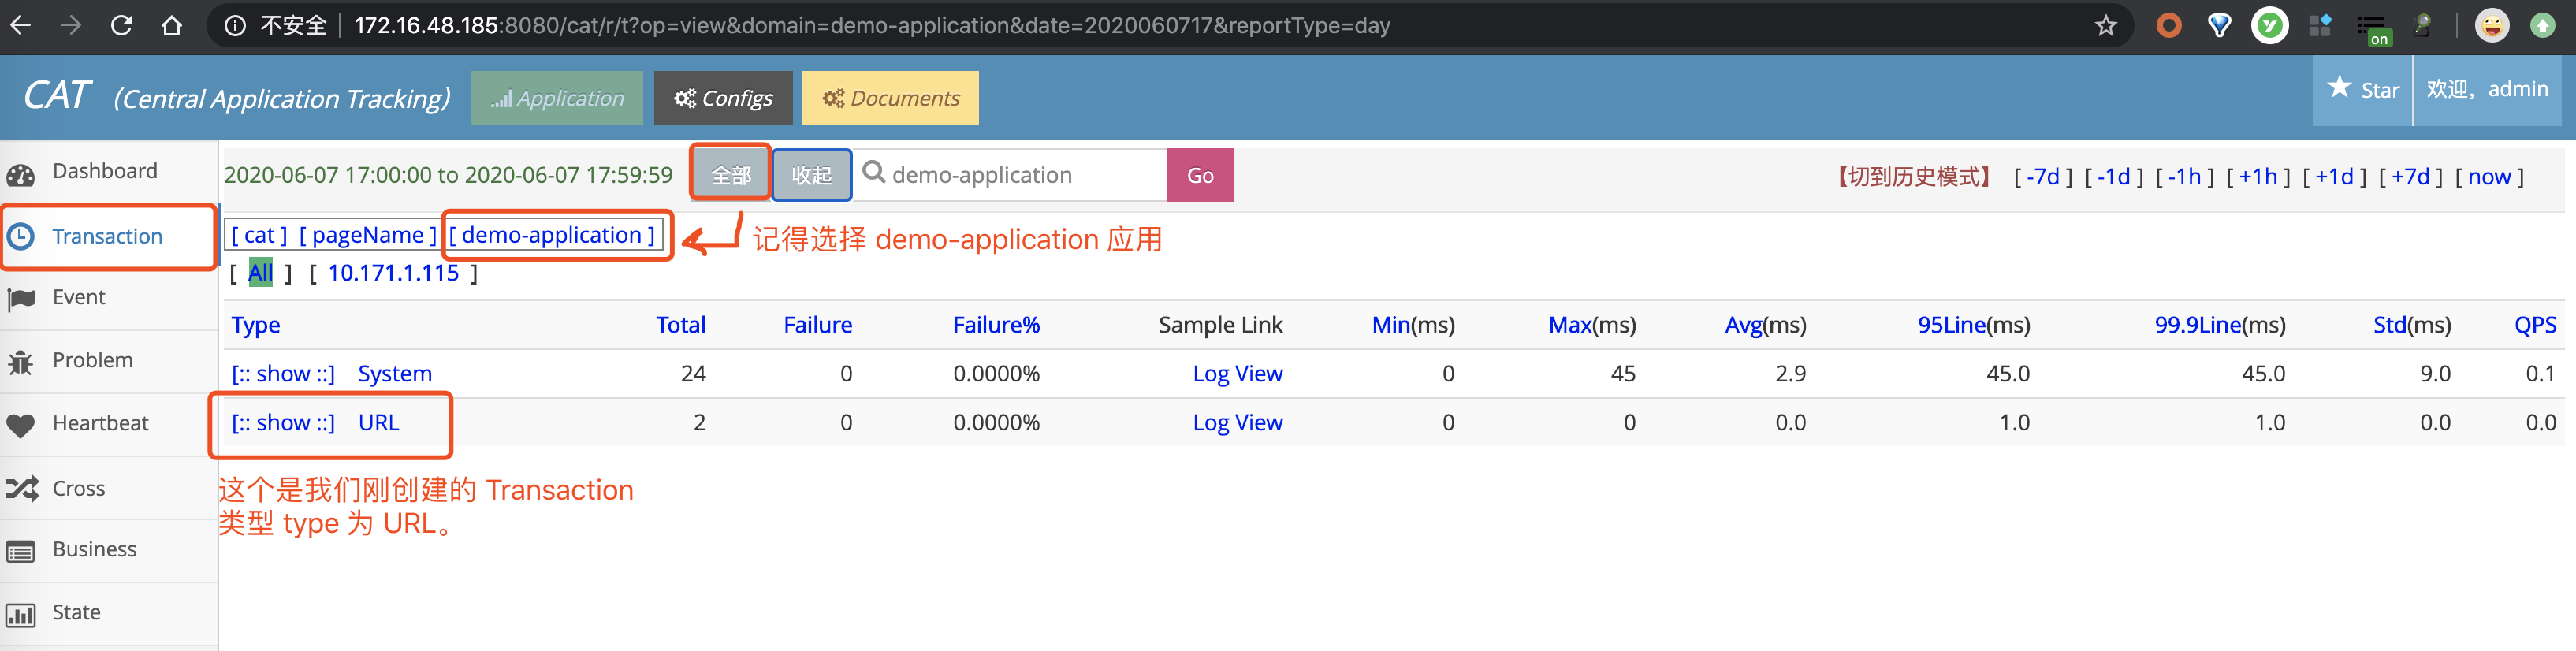 不安全 172.16.48.185:8080/cat/r/t?op=view&domain=demo-application&date=2020060717&reportType=day
on
CAT (Central Application Tracking) Application Configs Documents Star 欢迎，admin
Dashboard
Transaction
Event
Problem
Heartbeat
Cross
Business
State
2020-06-07 17:00:00 to 2020-06-07 17:59:59 全部 收起 demo-application Go 【切到历史模式】 [ -7d ] [ -1d ] [ -1h ] [ +1h ] [ +1d ] [ +7d ] [ now ]
[ cat ] [ pageName ] [ demo-application ] 记得选择 demo-application 应用
[ All ] [ 10.171.1.115 ]
Type Total Failure Failure% Sample Link Min(ms) Max(ms) Avg(ms) 95Line(ms) 99.9Line(ms) Std(ms) QPS
[:: show ::] System 24 0 0.0000% Log View 0 45 2.9 45.0 45.0 9.0 0.1
[:: show ::] URL 2 0 0.0000% Log View 0 0 0.0 1.0 1.0 0.0 0.0
这个是我们刚创建的 Transaction
类型 type 为 URL。